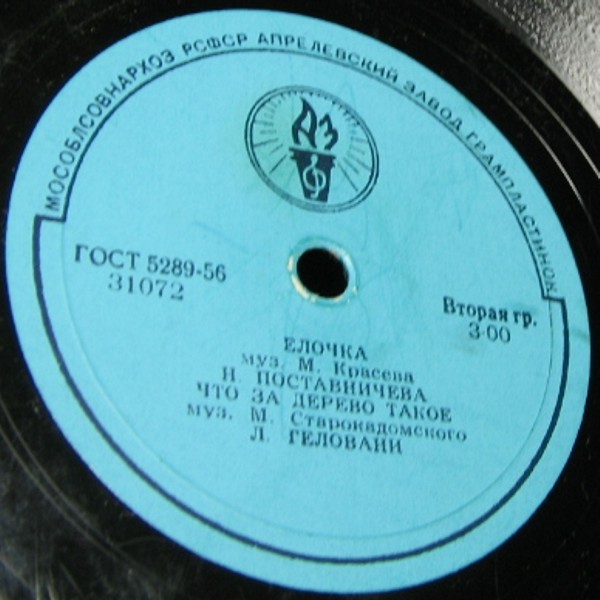 МОСОБЛСОВНАРХОЗ РСФСР АПРЕЛЕВСКИЙ ЗАВОД ГРАМПЛАСТИНОК
АЗ
ГОСТ 5289-56
31072
Вторая гр.
3-00
ЕЛОЧКА
муз. М. Красева
Н. ПОСТАВНИЧЕВА
ЧТО ЗА ДЕРЕВО ТАКОЕ
муз. М. Старокадомского
Л. ГЕЛОВАНИ